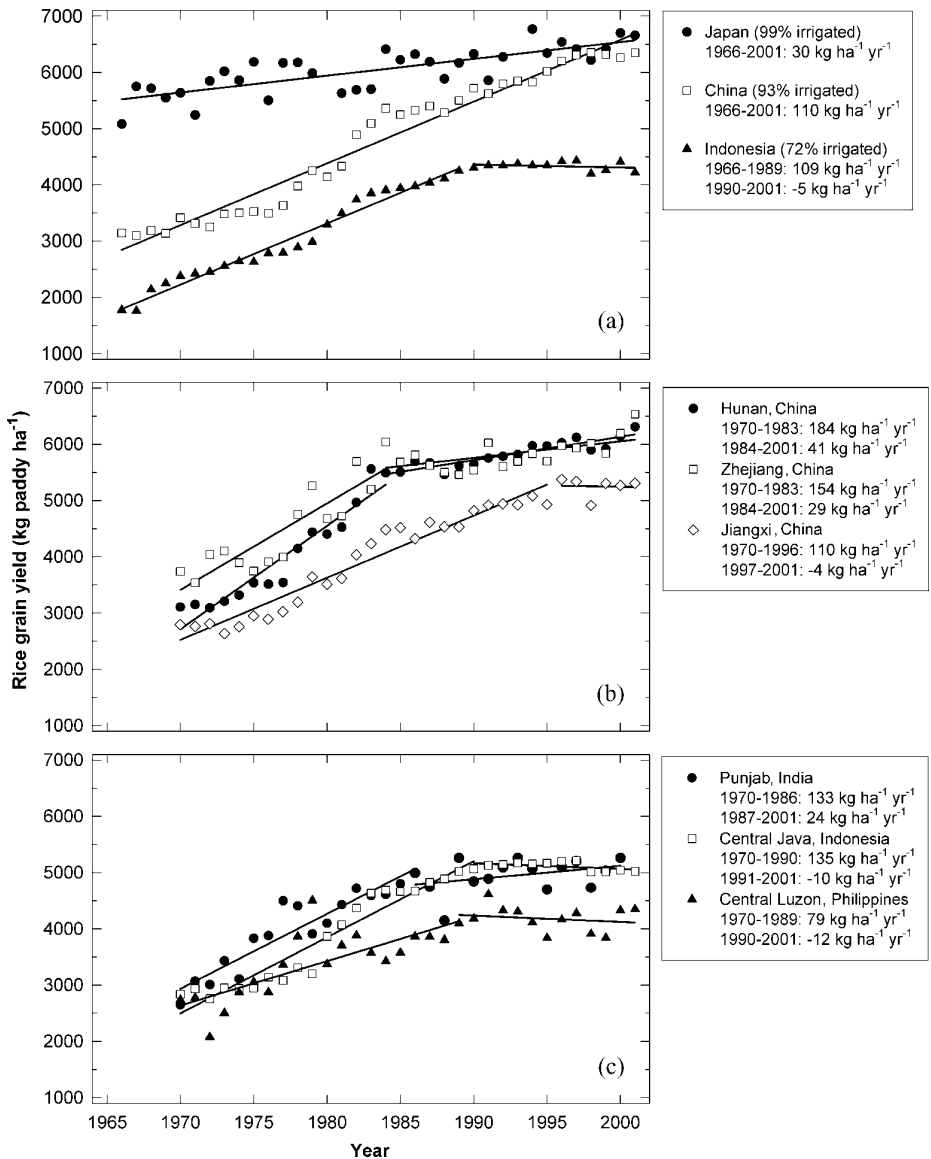 7000
6000
5000
4000
3000
2000
1000
(a)
● Japan (99% irrigated)
1966-2001: 30 kg ha⁻¹ yr⁻¹
□ China (93% irrigated)
1966-2001: 110 kg ha⁻¹ yr⁻¹
▲ Indonesia (72% irrigated)
1966-1989: 109 kg ha⁻¹ yr⁻¹
1990-2001: -5 kg ha⁻¹ yr⁻¹
Rice grain yield (kg paddy ha⁻¹)
7000
6000
5000
4000
3000
2000
1000
(b)
● Hunan, China
1970-1983: 184 kg ha⁻¹ yr⁻¹
1984-2001: 41 kg ha⁻¹ yr⁻¹
□ Zhejiang, China
1970-1983: 154 kg ha⁻¹ yr⁻¹
1984-2001: 29 kg ha⁻¹ yr⁻¹
◇ Jiangxi, China
1970-1996: 110 kg ha⁻¹ yr⁻¹
1997-2001: -4 kg ha⁻¹ yr⁻¹
7000
6000
5000
4000
3000
2000
1000
(c)
● Punjab, India
1970-1986: 133 kg ha⁻¹ yr⁻¹
1987-2001: 24 kg ha⁻¹ yr⁻¹
□ Central Java, Indonesia
1970-1990: 135 kg ha⁻¹ yr⁻¹
1991-2001: -10 kg ha⁻¹ yr⁻¹
▲ Central Luzon, Philippines
1970-1989: 79 kg ha⁻¹ yr⁻¹
1990-2001: -12 kg ha⁻¹ yr⁻¹
1965 1970 1975 1980 1985 1990 1995 2000
Year